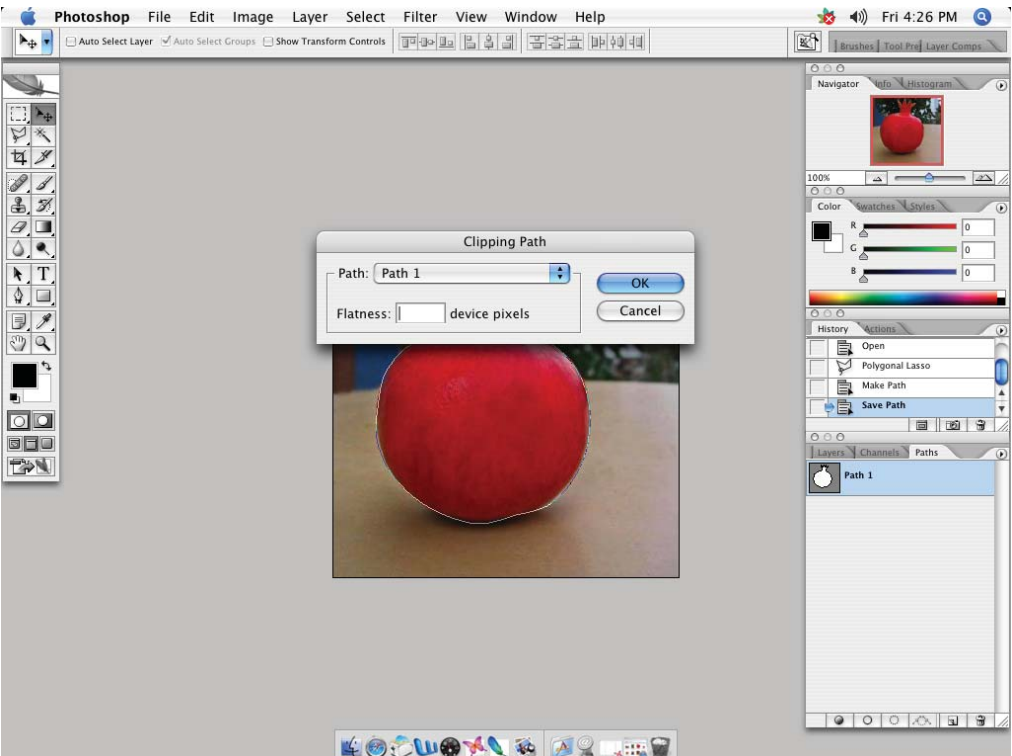 Photoshop File Edit Image Layer Select Filter View Window Help Fri 4:26 PM
Auto Select Layer Auto Select Groups Show Transform Controls Brushes Tool Pre Layer Comps
Navigator Info Histogram
100%
Color Swatches Styles
R 0
G 0
B 0
Clipping Path
Path: Path 1
OK
Flatness: device pixels
Cancel
History Actions
Open
Polygonal Lasso
Make Path
Save Path
Layers Channels Paths
Path 1
T